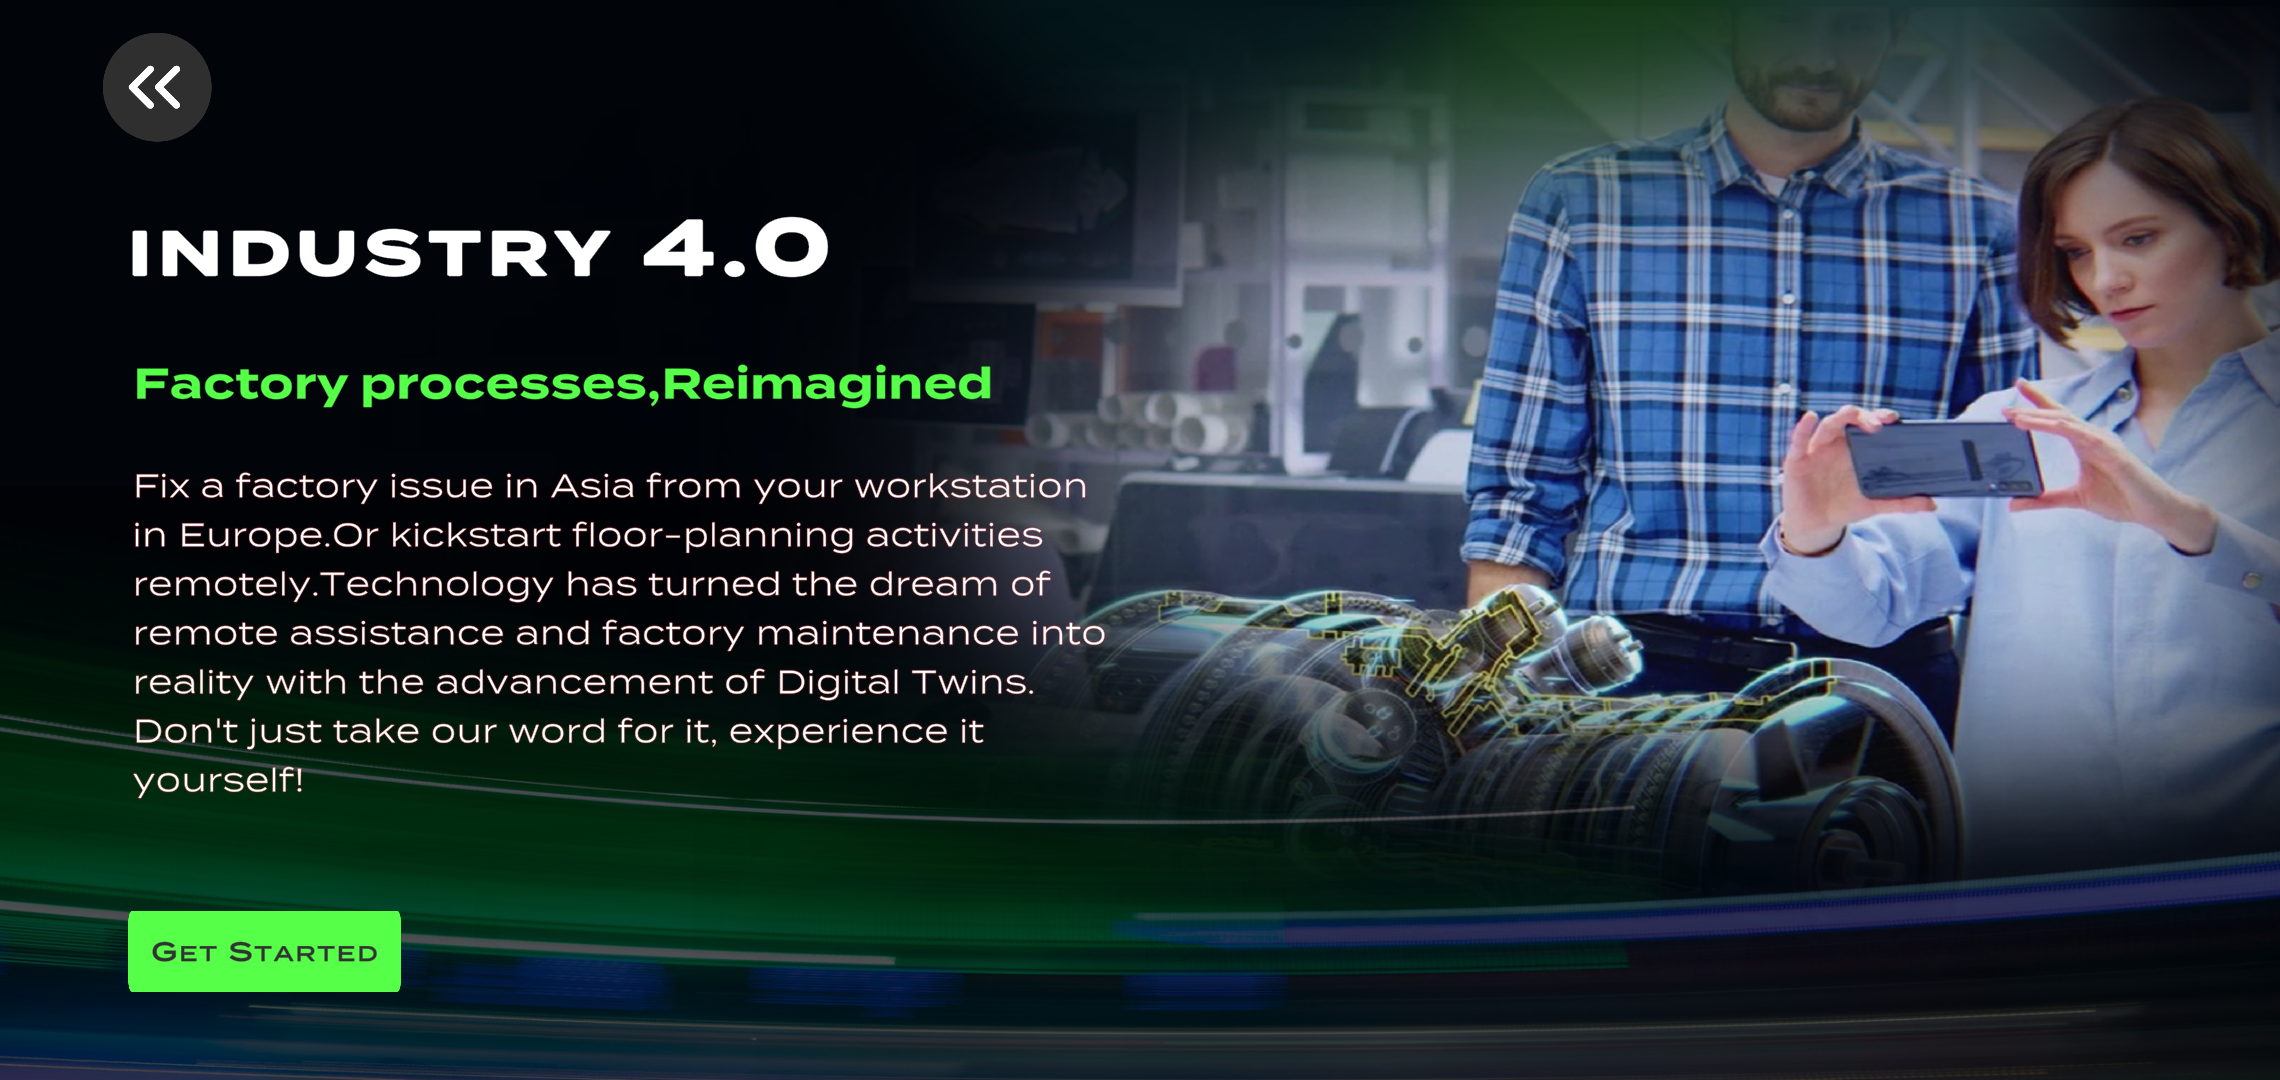 INDUSTRY 4.0
Factory processes,Reimagined
Fix a factory issue in Asia from your workstation
in Europe.Or kickstart floor-planning activities
remotely.Technology has turned the dream of
remote assistance and factory maintenance into
reality with the advancement of Digital Twins.
Don't just take our word for it, experience it
yourself!
GET STARTED